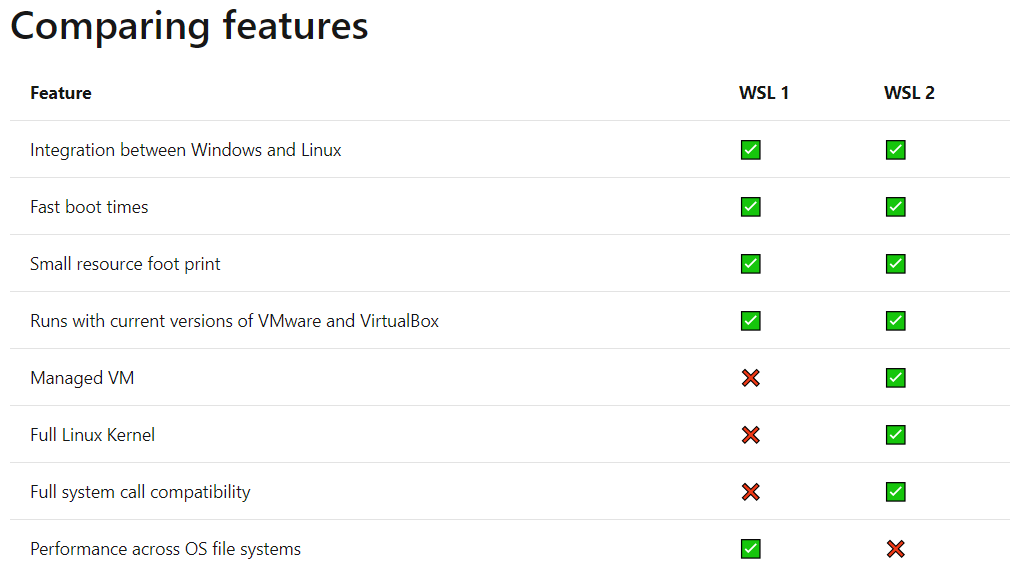 Comparing features
Feature WSL 1 WSL 2
Integration between Windows and Linux ✅ ✅
Fast boot times ✅ ✅
Small resource foot print ✅ ✅
Runs with current versions of VMware and VirtualBox ✅ ✅
Managed VM ❌ ✅
Full Linux Kernel ❌ ✅
Full system call compatibility ❌ ✅
Performance across OS file systems ✅ ❌